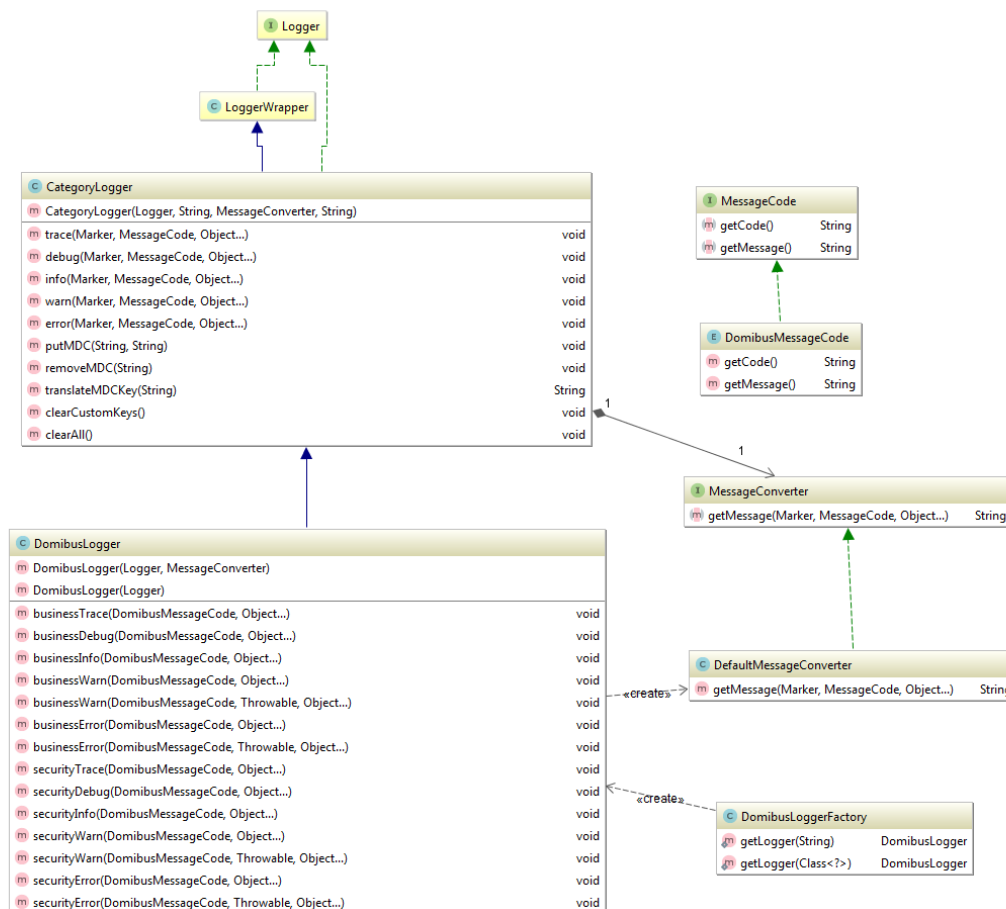 I Logger
C LoggerWrapper
C CategoryLogger
m CategoryLogger(Logger, String, MessageConverter, String)
m trace(Marker, MessageCode, Object...) void
m debug(Marker, MessageCode, Object...) void
m info(Marker, MessageCode, Object...) void
m warn(Marker, MessageCode, Object...) void
m error(Marker, MessageCode, Object...) void
m putMDC(String, String) void
m removeMDC(String) void
m translateMDCKey(String) String
m clearCustomKeys() void
m clearAll() void
I MessageCode
m getCode() String
m getMessage() String
E DomibusMessageCode
m getCode() String
m getMessage() String
1
1
I MessageConverter
m getMessage(Marker, MessageCode, Object...) String
C DomibusLogger
m DomibusLogger(Logger, MessageConverter)
m DomibusLogger(Logger)
m businessTrace(DomibusMessageCode, Object...) void
m businessDebug(DomibusMessageCode, Object...) void
m businessInfo(DomibusMessageCode, Object...) void
m businessWarn(DomibusMessageCode, Object...) void
m businessWarn(DomibusMessageCode, Throwable, Object...) void
m businessError(DomibusMessageCode, Object...) void
m businessError(DomibusMessageCode, Throwable, Object...) void
m securityTrace(DomibusMessageCode, Object...) void
m securityDebug(DomibusMessageCode, Object...) void
m securityInfo(DomibusMessageCode, Object...) void
m securityWarn(DomibusMessageCode, Object...) void
m securityWarn(DomibusMessageCode, Throwable, Object...) void
m securityError(DomibusMessageCode, Object...) void
m securityError(DomibusMessageCode, Throwable, Object...) void
C DefaultMessageConverter
m getMessage(Marker, MessageCode, Object...) String
«create»
«create»
C DomibusLoggerFactory
m getLogger(String) DomibusLogger
m getLogger(Class<?>) DomibusLogger